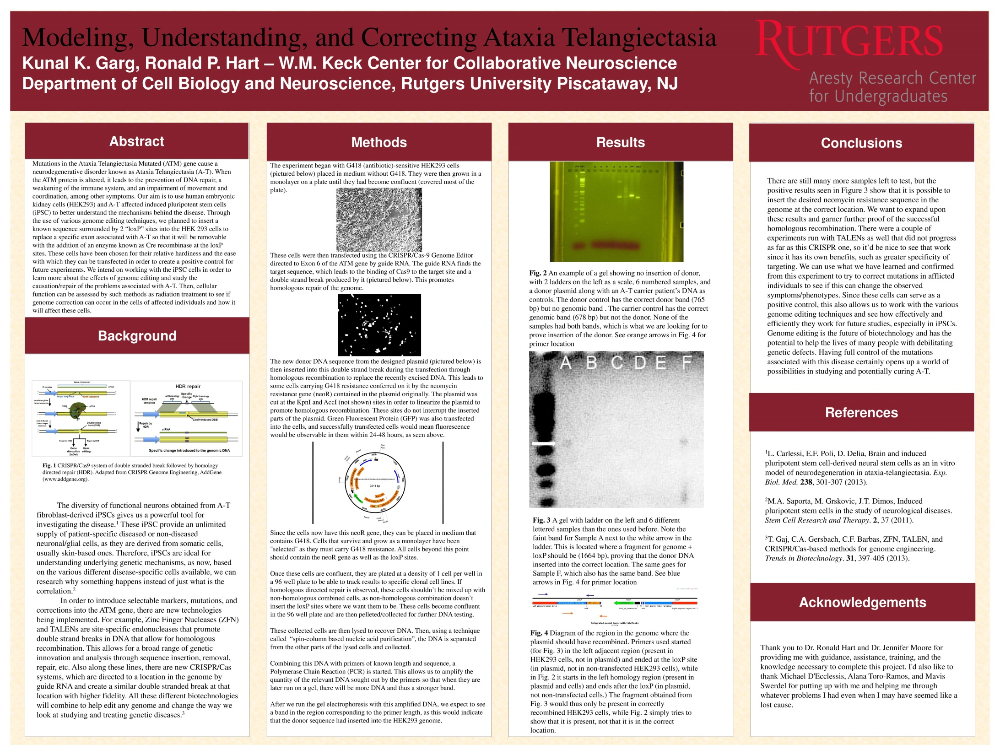 Modeling, Understanding, and Correcting Ataxia Telangiectasia
Kunal K. Garg, Ronald P. Hart – W.M. Keck Center for Collaborative Neuroscience
Department of Cell Biology and Neuroscience, Rutgers University Piscataway, NJ
RUTGERS
Aresty Research Center
for Undergraduates
Abstract
Mutations in the Ataxia Telangiectasia Mutated (ATM) gene cause a
neurodegenerative disorder known as Ataxia Telangiectasia (A-T). When
the ATM protein is altered, it leads to the prevention of DNA repair, a
weakening of the immune system, and an impairment of movement and
coordination, among other symptoms. Our aim is to use human embryonic
kidney cells (HEK293) and A-T affected induced pluripotent stem cells
(iPSC) to better understand the mechanisms behind the disease. Through
the use of various genome editing techniques, we planned to insert a
known sequence surrounded by 2 “loxP” sites into the HEK 293 cells to
replace a specific exon associated with A-T so that it will be removable
with the addition of an enzyme known as Cre recombinase at the loxP
sites. These cells have been chosen for their relative hardiness and the ease
with which they can be transfected in order to create a positive control for
future experiments. We intend on working with the iPSC cells in order to
learn more about the effects of genome editing and study the
causation/repair of the problems associated with A-T. Then, cellular
function can be assessed by such methods as radiation treatment to see if
genome correction can occur in the cells of affected individuals and how it
will affect these cells.
Background
Gene of interest
Promoter
mRNA
Target sequence
PAM sequence
Cas9 binds gRNA
target sequence
Cas9
gRNA
Cas9-induced
DSB at target
sequence
Double strand
break (DSB)
Repair by NHEJ
Repair by HDR
Gene
disruption
(InDel)
Gene
editing
HDR repair
HDR repair
template
Left homology
arm
Specific
change
Right homology
arm
Cas9-induced DSB
Repair by
HDR
mRNA
Specific change introduced to the genomic DNA
Fig. 1 CRISPR/Cas9 system of double-stranded break followed by homology
directed repair (HDR). Adapted from CRISPR Genome Engineering, AddGene
(www.addgene.org).
The diversity of functional neurons obtained from A-T
fibroblast-derived iPSCs gives us a powerful tool for
investigating the disease.1 These iPSC provide an unlimited
supply of patient-specific diseased or non-diseased
neuronal/glial cells, as they are derived from somatic cells,
usually skin-based ones. Therefore, iPSCs are ideal for
understanding underlying genetic mechanisms, as now, based
on the various different disease-specific cells available, we can
research why something happens instead of just what is the
correlation.2
In order to introduce selectable markers, mutations, and
corrections into the ATM gene, there are new technologies
being implemented. For example, Zinc Finger Nucleases (ZFN)
and TALENs are site-specific endonucleases that promote
double strand breaks in DNA that allow for homologous
recombination. This allows for a broad range of genetic
innovation and analysis through sequence insertion, removal,
repair, etc. Also along these lines, there are new CRISPR/Cas
systems, which are directed to a location in the genome by
guide RNA and create a similar double stranded break at that
location with higher fidelity. All these different biotechnologies
will combine to help edit any genome and change the way we
look at studying and treating genetic diseases.3
Methods
The experiment began with G418 (antibiotic)-sensitive HEK293 cells
(pictured below) placed in medium without G418. They were then grown in a
monolayer on a plate until they had become confluent (covered most of the
plate).
These cells were then transfected using the CRISPR/Cas-9 Genome Editor
directed to Exon 6 of the ATM gene by guide RNA. The guide RNA finds the
target sequence, which leads to the binding of Cas9 to the target site and a
double strand break produced by it (pictured below). This promotes
homologous repair of the genome.
The new donor DNA sequence from the designed plasmid (pictured below) is
then inserted into this double strand break during the transfection through
homologous recombination to replace the recently excised DNA. This leads to
some cells carrying G418 resistance conferred on it by the neomycin
resistance gene (neoR) contained in the plasmid originally. The plasmid was
cut at the KpnI and AccI (not shown) sites in order to linearize the plasmid to
promote homologous recombination. These sites do not interrupt the inserted
parts of the plasmid. Green Fluorescent Protein (GFP) was also transfected
into the cells, and successfully transfected cells would mean fluorescence
would be observable in them within 24-48 hours, as seen above.
9211 bp
Since the cells now have this neoR gene, they can be placed in medium that
contains G418. Cells that survive and grow as a monolayer have been
"selected" as they must carry G418 resistance. All cells beyond this point
should contain the neoR gene as well as the loxP sites.
Once these cells are confluent, they are plated at a density of 1 cell per well in
a 96 well plate to be able to track results to specific clonal cell lines. If
homologous directed repair is observed, these cells shouldn’t be mixed up with
non-homologous combined cells, as non-homologous combination doesn’t
insert the loxP sites where we want them to be. These cells become confluent
in the 96 well plate and are then pelleted/collected for further DNA testing.
These collected cells are then lysed to recover DNA. Then, using a technique
called “spin-column based nucleic acid purification”, the DNA is separated
from the other parts of the lysed cells and collected.
Combining this DNA with primers of known length and sequence, a
Polymerase Chain Reaction (PCR) is started. This allows us to amplify the
quantity of the relevant DNA sought out by the primers so that when they are
later run on a gel, there will be more DNA and thus a stronger band.
After we run the gel electrophoresis with this amplified DNA, we expect to see
a band in the region corresponding to the primer length, as this would indicate
that the donor sequence had inserted into the HEK293 genome.
Results
Fig. 2 An example of a gel showing no insertion of donor,
with 2 ladders on the left as a scale, 6 numbered samples, and
a donor plasmid along with an A-T carrier patient’s DNA as
controls. The donor control has the correct donor band (765
bp) but no genomic band . The carrier control has the correct
genomic band (678 bp) but not the donor. None of the
samples had both bands, which is what we are looking for to
prove insertion of the donor. See orange arrows in Fig. 4 for
primer location
A B C D E F
Fig. 3 A gel with ladder on the left and 6 different
lettered samples than the ones used before. Note the
faint band for Sample A next to the white arrow in the
ladder. This is located where a fragment for genome +
loxP should be (1664 bp), proving that the donor DNA
inserted into the correct location. The same goes for
Sample F, which also has the same band. See blue
arrows in Fig. 4 for primer location
Left adjacent region chr11
loxP
bGH_pA_terminator
loxP
Right-adjacent region chr11
Integrated exon6 donor with 1kb flanks
Fig. 4 Diagram of the region in the genome where the
plasmid should have recombined. Primers used started
(for Fig. 3) in the left adjacent region (present in
HEK293 cells, not in plasmid) and ended at the loxP site
(in plasmid, not in non-transfected HEK293 cells), while
in Fig. 2 it starts in the left homology region (present in
plasmid and cells) and ends after the loxP (in plasmid,
not non-transfected cells.) The fragment obtained from
Fig. 3 would thus only be present in correctly
recombined HEK293 cells, while Fig. 2 simply tries to
show that it is present, not that it is in the correct
location.
Conclusions
There are still many more samples left to test, but the
positive results seen in Figure 3 show that it is possible to
insert the desired neomycin resistance sequence in the
genome at the correct location. We want to expand upon
these results and garner further proof of the successful
homologous recombination. There were a couple of
experiments run with TALENs as well that did not progress
as far as this CRISPR one, so it’d be nice to see that work
since it has its own benefits, such as greater specificity of
targeting. We can use what we have learned and confirmed
from this experiment to try to correct mutations in afflicted
individuals to see if this can change the observed
symptoms/phenotypes. Since these cells can serve as a
positive control, this also allows us to work with the various
genome editing techniques and see how effectively and
efficiently they work for future studies, especially in iPSCs.
Genome editing is the future of biotechnology and has the
potential to help the lives of many people with debilitating
genetic defects. Having full control of the mutations
associated with this disease certainly opens up a world of
possibilities in studying and potentially curing A-T.
References
1L. Carlessi, E.F. Poli, D. Delia, Brain and induced
pluripotent stem cell-derived neural stem cells as an in vitro
model of neurodegeneration in ataxia-telangiectasia. Exp.
Biol. Med. 238, 301-307 (2013).
2M.A. Saporta, M. Grskovic, J.T. Dimos, Induced
pluripotent stem cells in the study of neurological diseases.
Stem Cell Research and Therapy. 2, 37 (2011).
3T. Gaj, C.A. Gersbach, C.F. Barbas, ZFN, TALEN, and
CRISPR/Cas-based methods for genome engineering.
Trends in Biotechnology. 31, 397-405 (2013).
Acknowledgements
Thank you to Dr. Ronald Hart and Dr. Jennifer Moore for
providing me with guidance, assistance, training, and the
knowledge necessary to complete this project. I'd also like to
thank Michael D'Ecclessis, Alana Toro-Ramos, and Mavis
Swerdel for putting up with me and helping me through
whatever problems I had even when I may have seemed like a
lost cause.